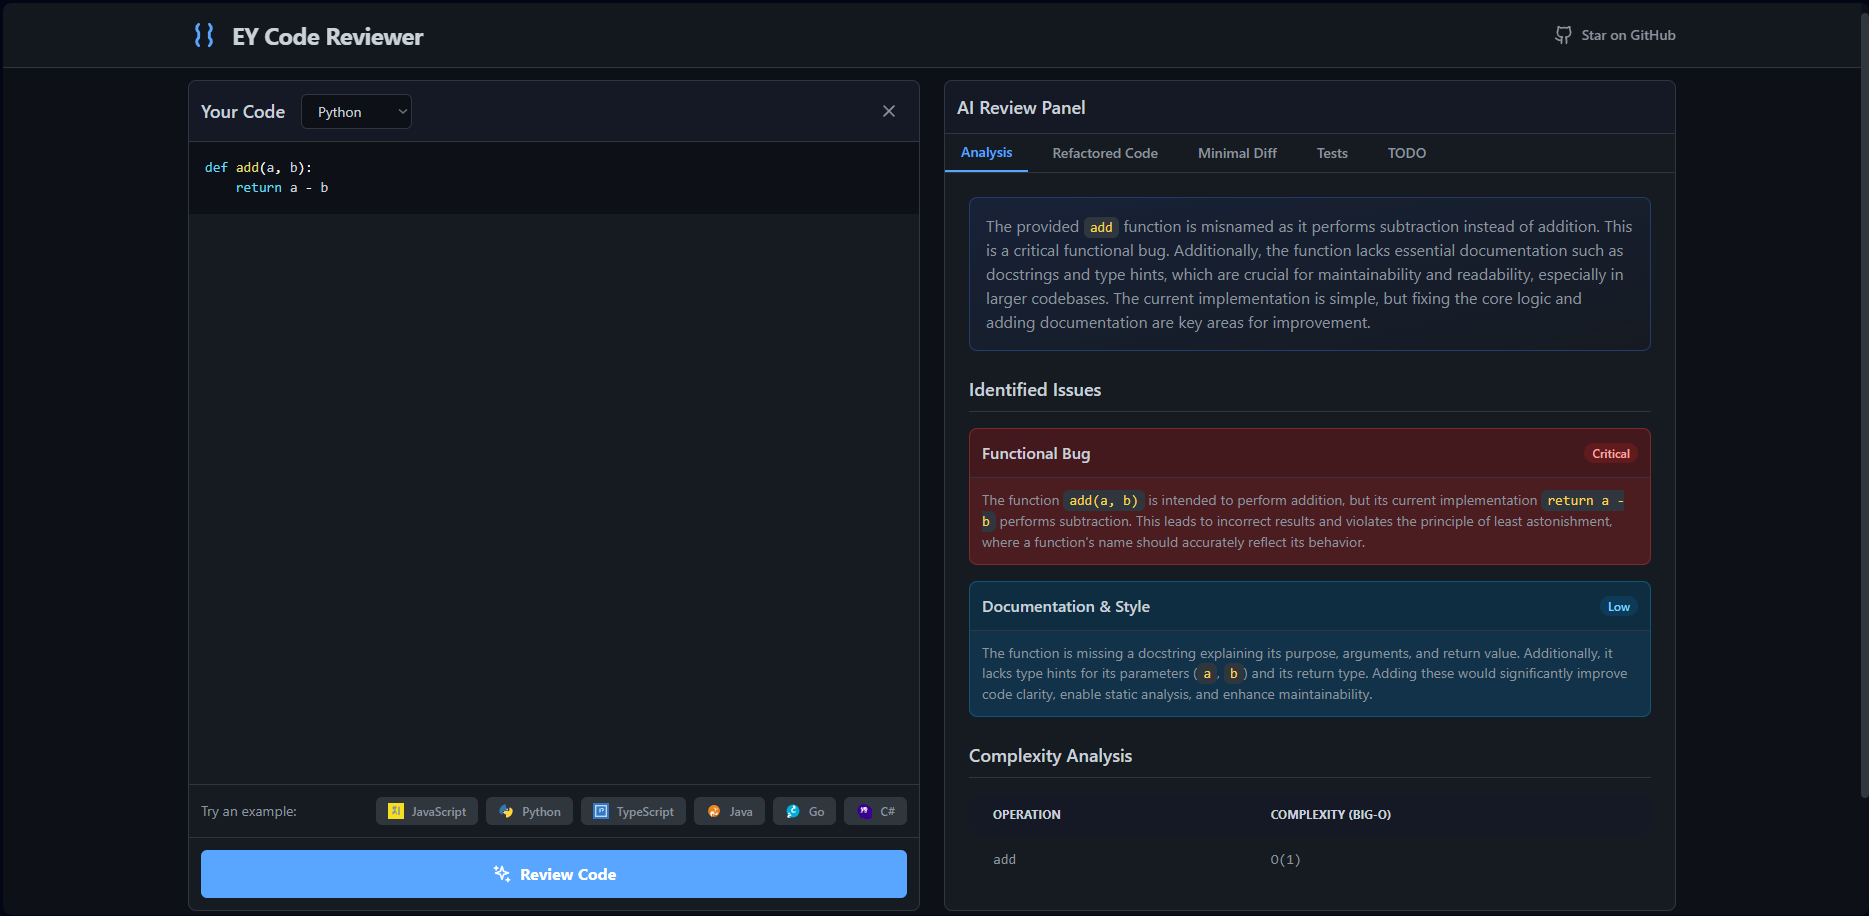 EY Code Reviewer
Star on GitHub
Your Code
Python
def add(a, b):
    return a - b
Try an example:
JavaScript
Python
TypeScript
Java
Go
C#
Review Code
AI Review Panel
Analysis
Refactored Code
Minimal Diff
Tests
TODO
The provided add function is misnamed as it performs subtraction instead of addition. This
is a critical functional bug. Additionally, the function lacks essential documentation such as
docstrings and type hints, which are crucial for maintainability and readability, especially in
larger codebases. The current implementation is simple, but fixing the core logic and
adding documentation are key areas for improvement.
Identified Issues
Functional Bug
Critical
The function add(a, b) is intended to perform addition, but its current implementation return a -
b performs subtraction. This leads to incorrect results and violates the principle of least astonishment,
where a function's name should accurately reflect its behavior.
Documentation & Style
Low
The function is missing a docstring explaining its purpose, arguments, and return value. Additionally, it
lacks type hints for its parameters ( a , b ) and its return type. Adding these would significantly improve
code clarity, enable static analysis, and enhance maintainability.
Complexity Analysis
OPERATION
COMPLEXITY (BIG-O)
add
O(1)